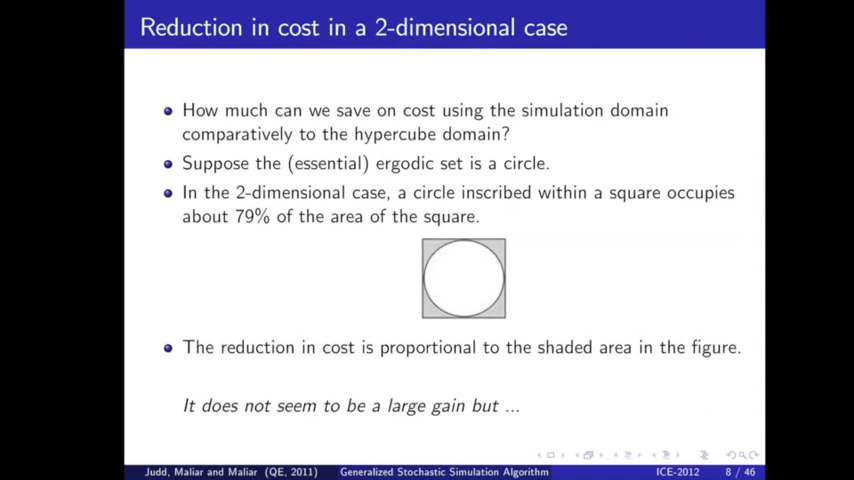 Reduction in cost in a 2-dimensional case
How much can we save on cost using the simulation domain
comparatively to the hypercube domain?
Suppose the (essential) ergodic set is a circle.
In the 2-dimensional case, a circle inscribed within a square occupies
about 79% of the area of the square.
The reduction in cost is proportional to the shaded area in the figure.
It does not seem to be a large gain but ...
Judd, Maliar and Maliar (QE, 2011) Generalized Stochastic Simulation Algorithm ICE-2012 8 / 46